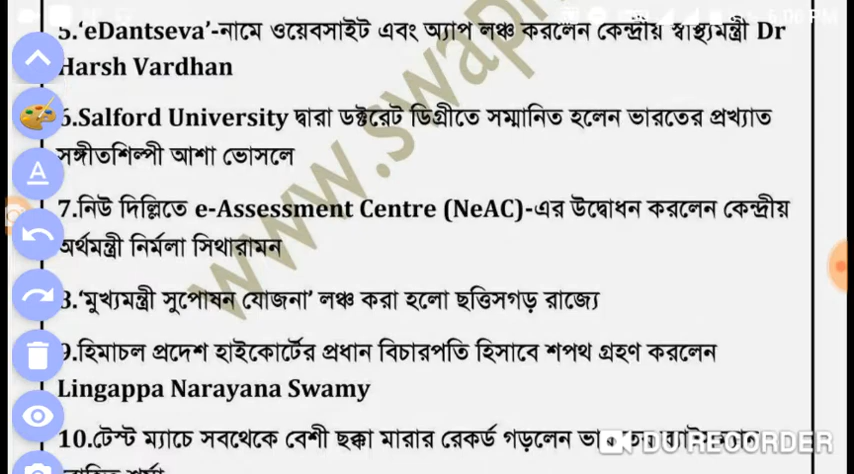 5.'eDantseva'-নামে ওয়েবসাইট এবং অ্যাপ লঞ্চ করলেন কেন্দ্রীয় স্বাস্থ্যমন্ত্রী Dr
Harsh Vardhan
6.Salford University দ্বারা ডক্টরেট ডিগ্রীতে সম্মানিত হলেন ভারতের প্রখ্যাত
সঙ্গীতশিল্পী আশা ভোসলে
7.নিউ দিল্লিতে e-Assessment Centre (NeAC)-এর উদ্বোধন করলেন কেন্দ্রীয়
অর্থমন্ত্রী নির্মলা সিথারামন
8.'মুখ্যমন্ত্রী সুপোষন যোজনা' লঞ্চ করা হলো ছত্তিসগড় রাজ্যে
9.হিমাচল প্রদেশ হাইকোর্টের প্রধান বিচারপতি হিসাবে শপথ গ্রহণ করলেন
Lingappa Narayana Swamy
10.টেস্ট ম্যাচে সবথেকে বেশী ছক্কা মারার রেকর্ড গড়লেন
DU RECORDER
www.swapn
A